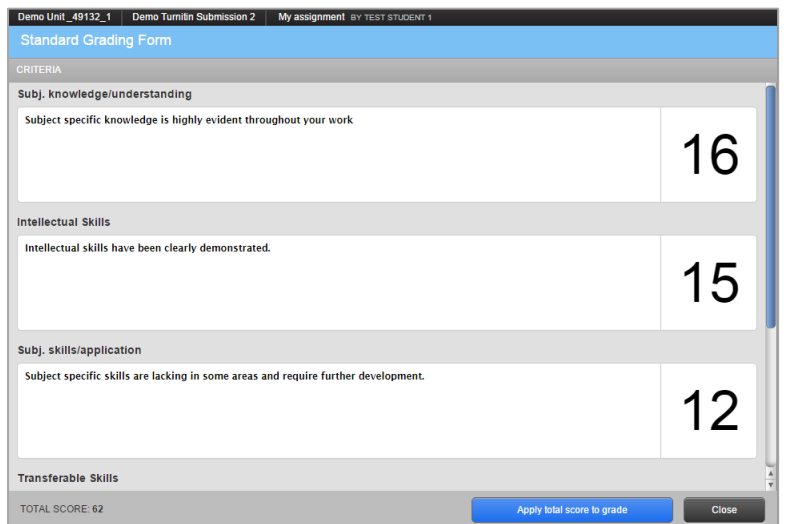 Demo Unit_49132_1 Demo Turnitin Submission 2 My assignment BY TEST STUDENT 1
Standard Grading Form
CRITERIA
Subj. knowledge/understanding
Subject specific knowledge is highly evident throughout your work
16
Intellectual Skills
Intellectual skills have been clearly demonstrated.
15
Subj. skills/application
Subject specific skills are lacking in some areas and require further development.
12
Transferable Skills
TOTAL SCORE: 62 Apply total score to grade Close